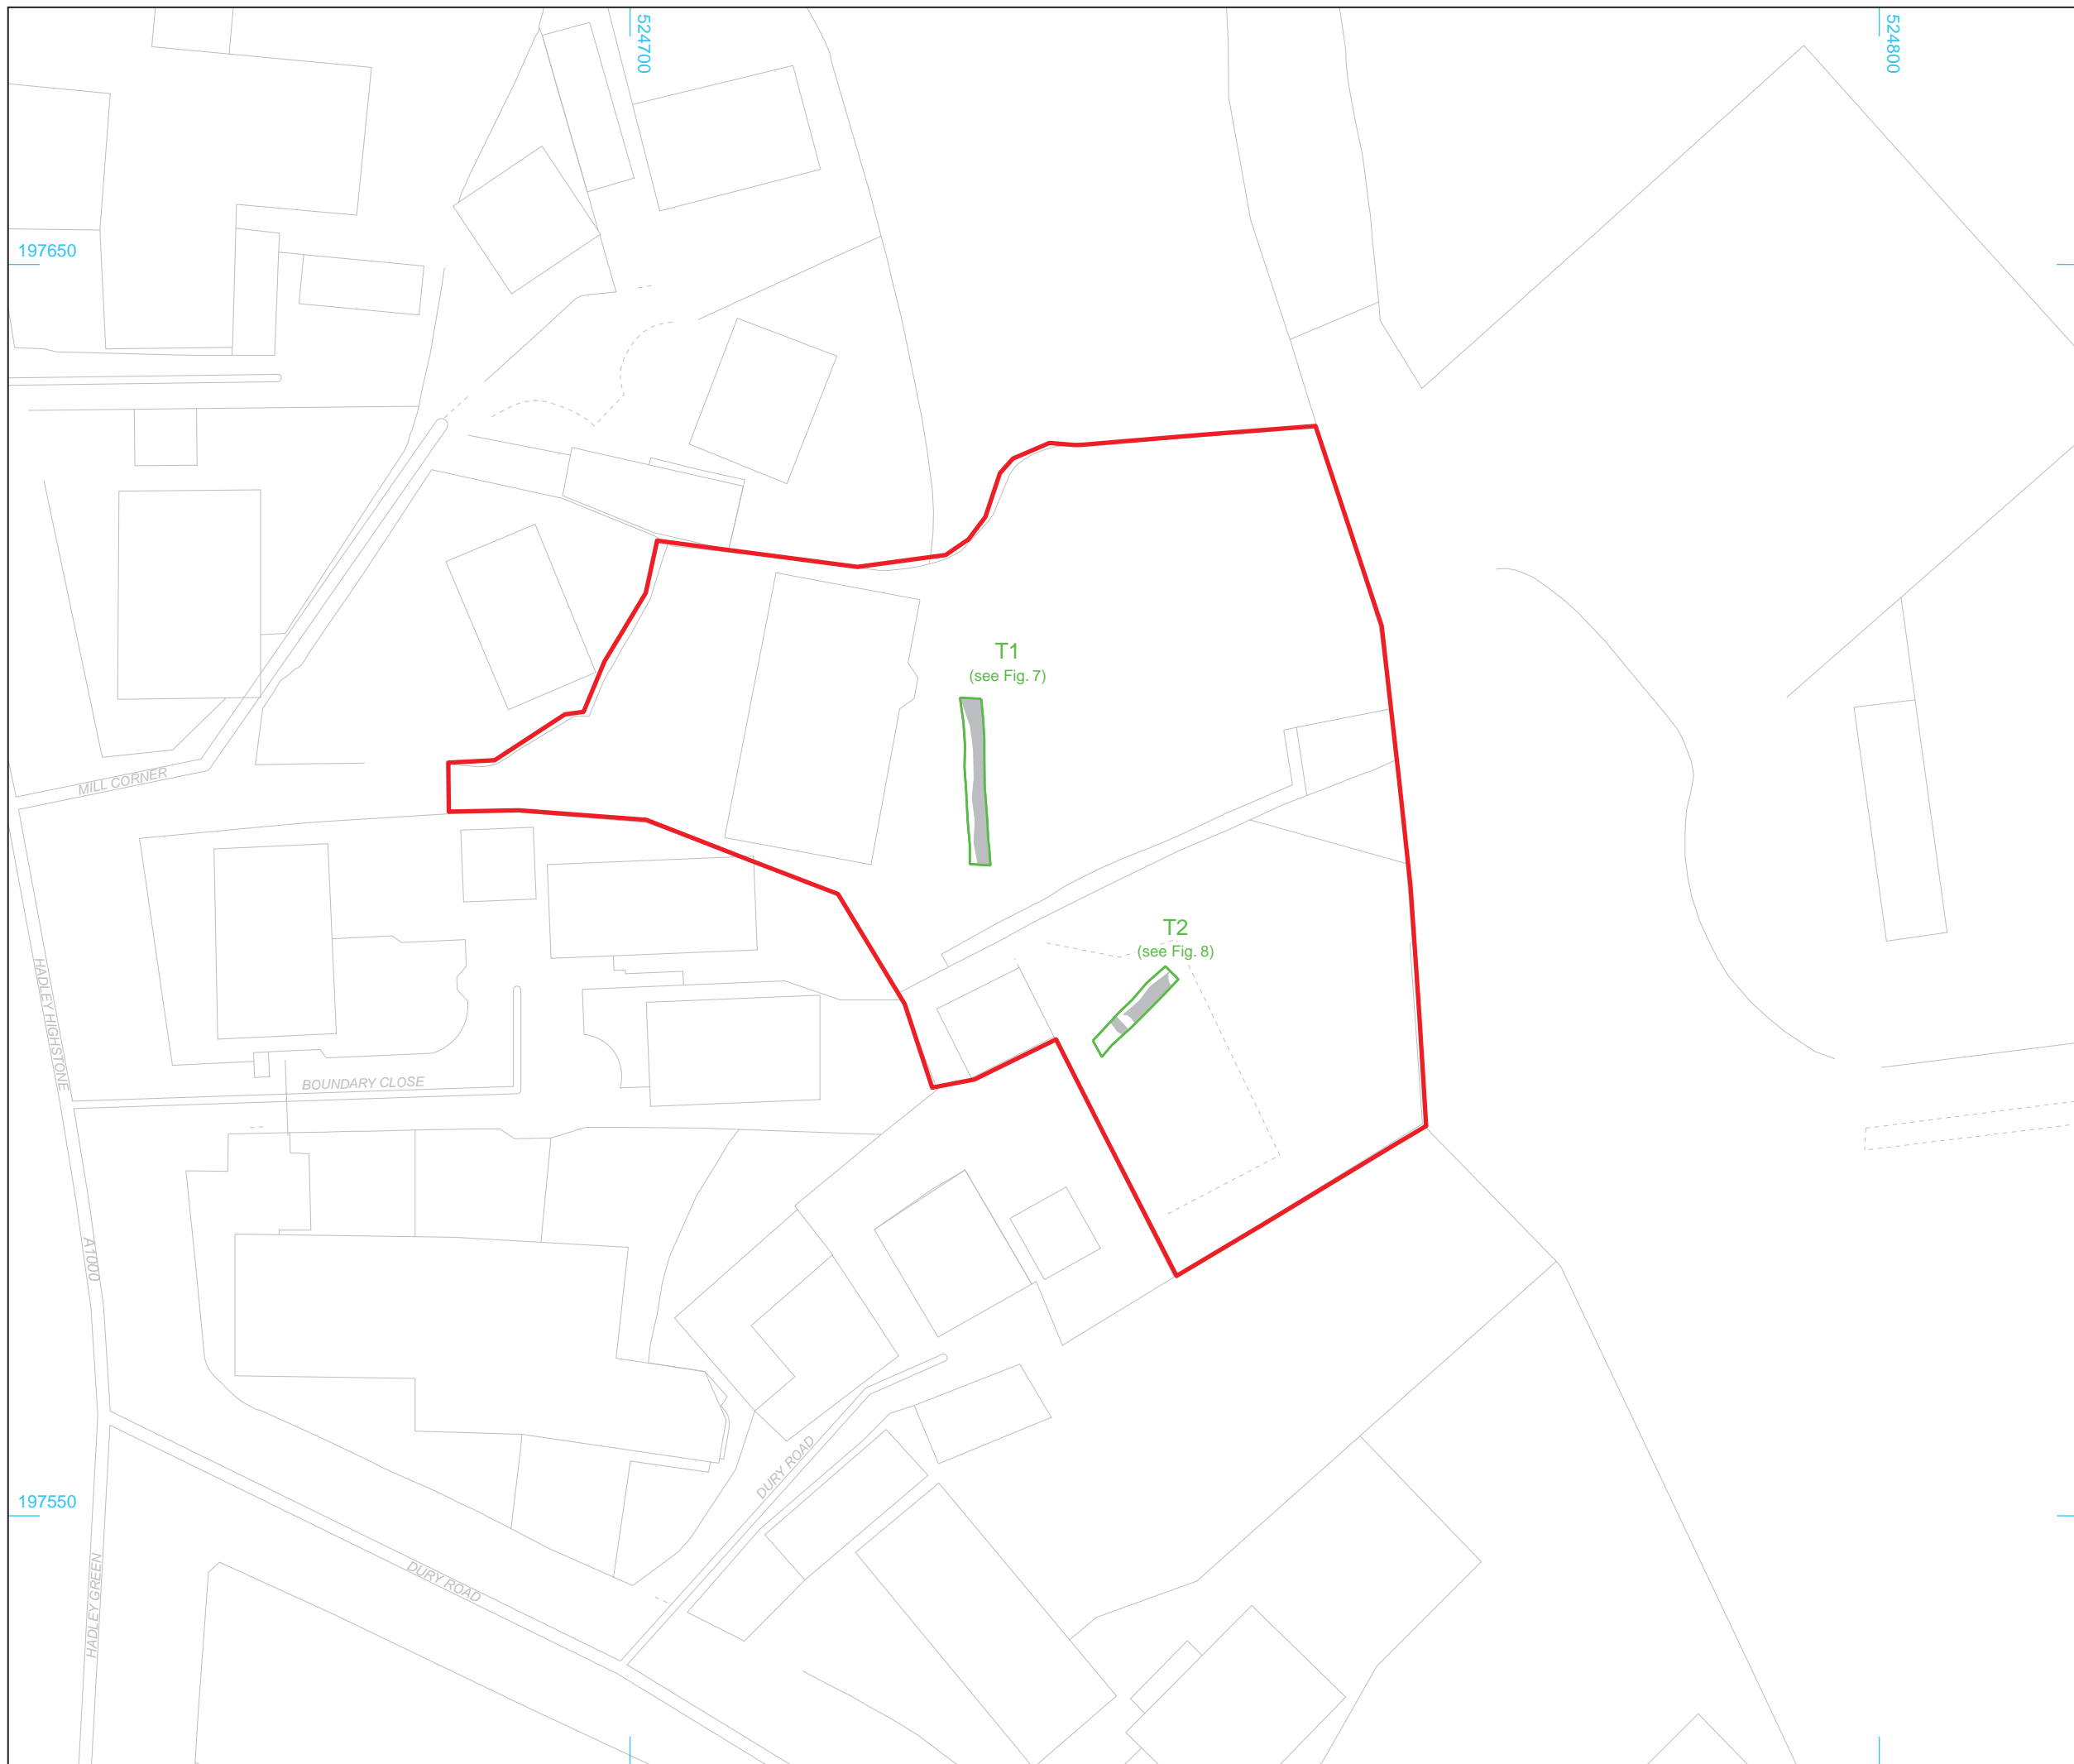 524700
524800
197650
T1
(see Fig. 7)
MILL CORNER
T2
(see Fig. 8)
HADLEY HIGHSTONE
BOUNDARY CLOSE
A1000
DURY ROAD
197550
DURY ROAD
HADLEY GREEN